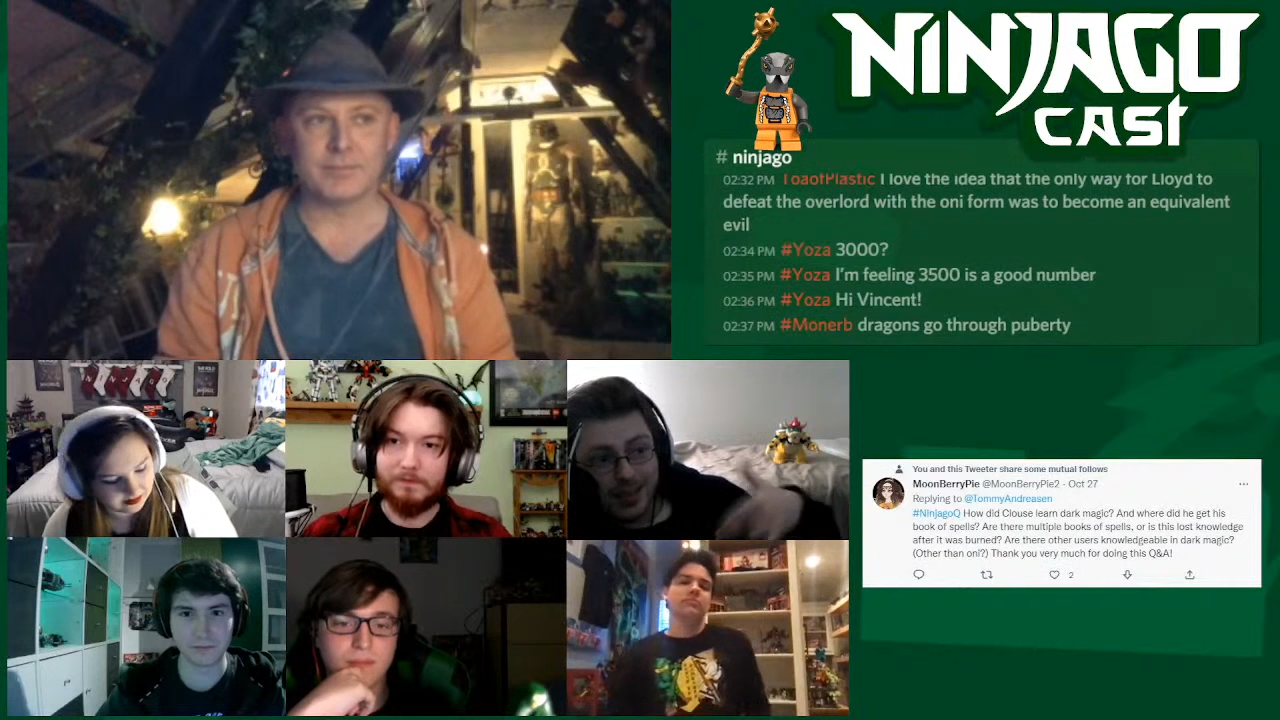 NINJAGO
CAST
# ninjago
02:32 PM ToaofPlastic I love the idea that the only way for Lloyd to
defeat the overlord with the oni form was to become an equivalent
evil
02:34 PM #Yoza 3000?
02:35 PM #Yoza I'm feeling 3500 is a good number
02:36 PM #Yoza Hi Vincent!
02:37 PM #Monerb dragons go through puberty
You and this Tweeter share some mutual follows
MoonBerryPie @MoonBerryPie2 · Oct 27
Replying to @TommyAndreasen
#NinjagoQ How did Clouse learn dark magic? And where did he get his
book of spells? Are there multiple books of spells, or is this lost knowledge
after it was burned? Are there other users knowledgeable in dark magic?
(Other than oni?) Thank you very much for doing this Q&A!
2